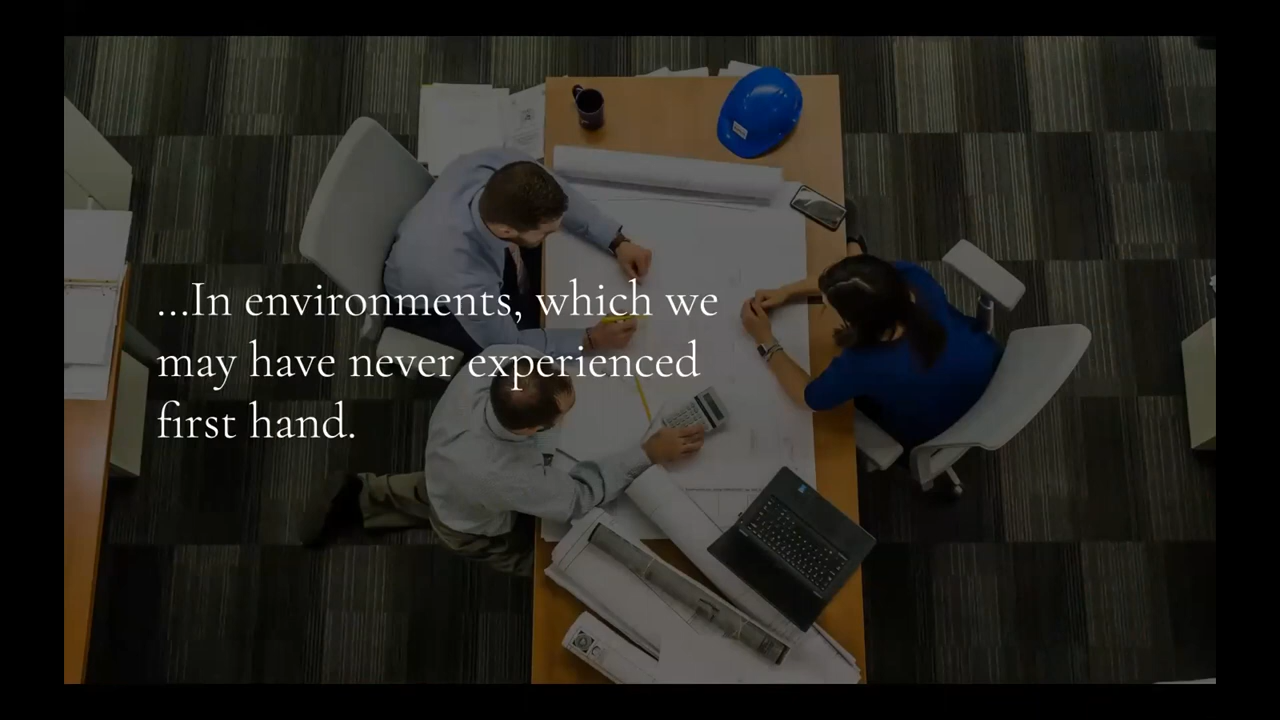 ...In environments, which we
may have never experienced
first hand.